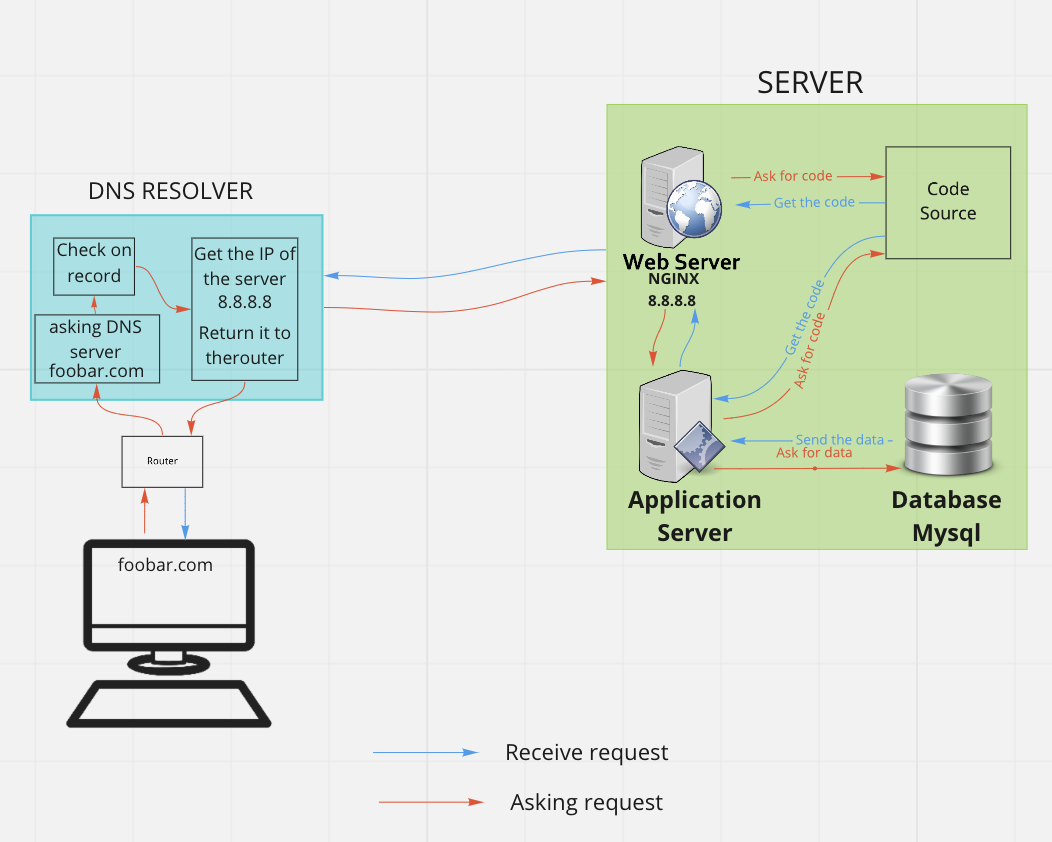 SERVER
DNS RESOLVER
Check on
record
asking DNS
server
foobar.com
Get the IP of
the server
8.8.8.8
Return it to
therouter
Router
foobar.com
Web Server
NGINX
8.8.8.8
Ask for code
Get the code
Code
Source
Get the code
Ask for code
Send the data
Ask for data
Application
Server
Database
Mysql
Receive request
Asking request